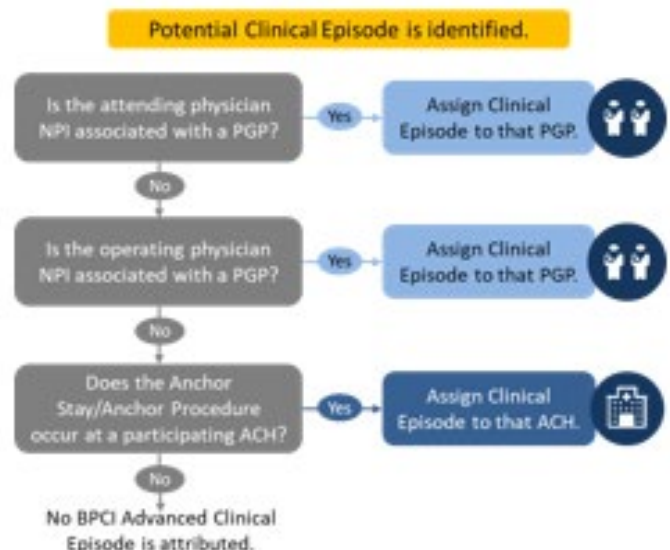 Potential Clinical Episode is identified.
Is the attending physician
NPI associated with a PGP?
Yes
Assign Clinical
Episode to that PGP.
No
Is the operating physician
NPI associated with a PGP?
Yes
Assign Clinical
Episode to that PGP.
No
Does the Anchor
Stay/Anchor Procedure
occur at a participating ACH?
Yes
Assign Clinical
Episode to that ACH.
No
No BPCI Advanced Clinical
Episode is attributed.